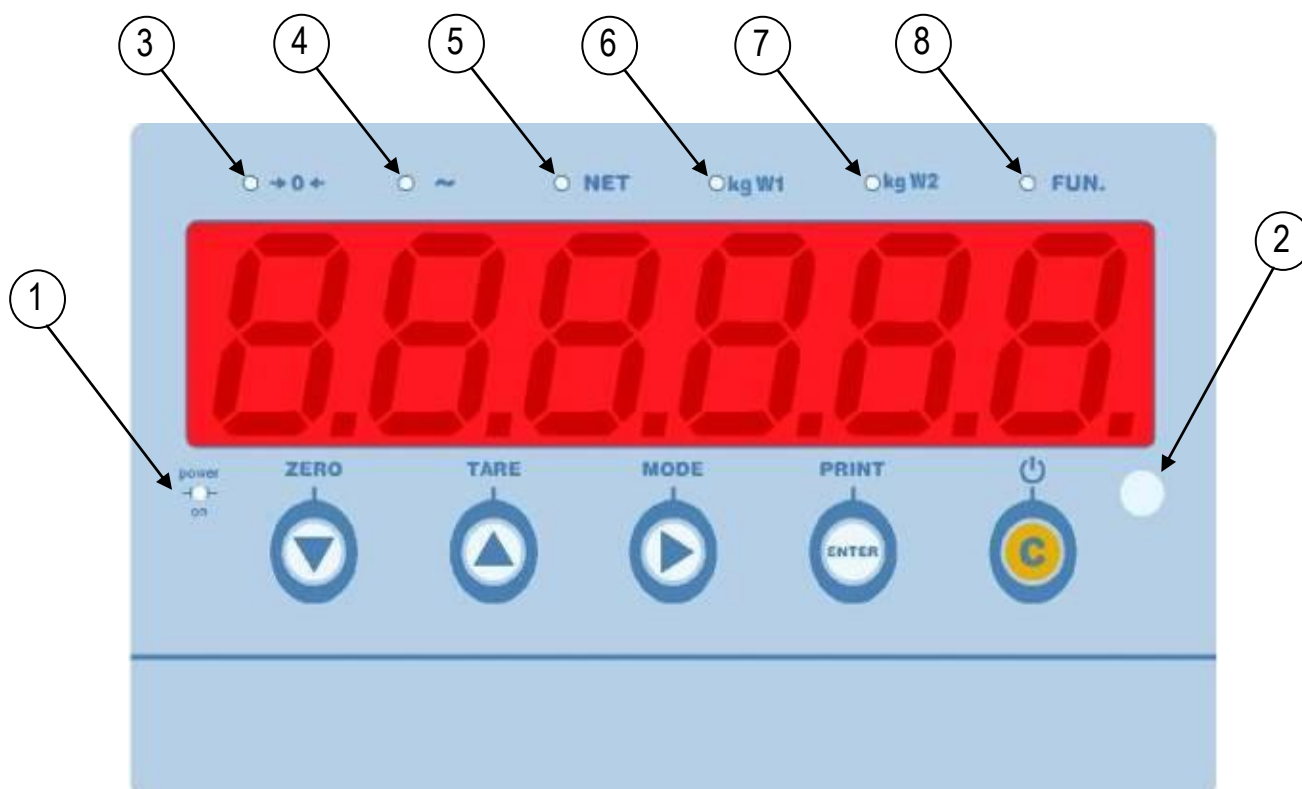 3 4 5 6 7 8
→0← ~ NET kg W1 kg W2 FUN.
8.8.8.8.8.8.
2
1
power ZERO TARE MODE PRINT
on
ENTER C